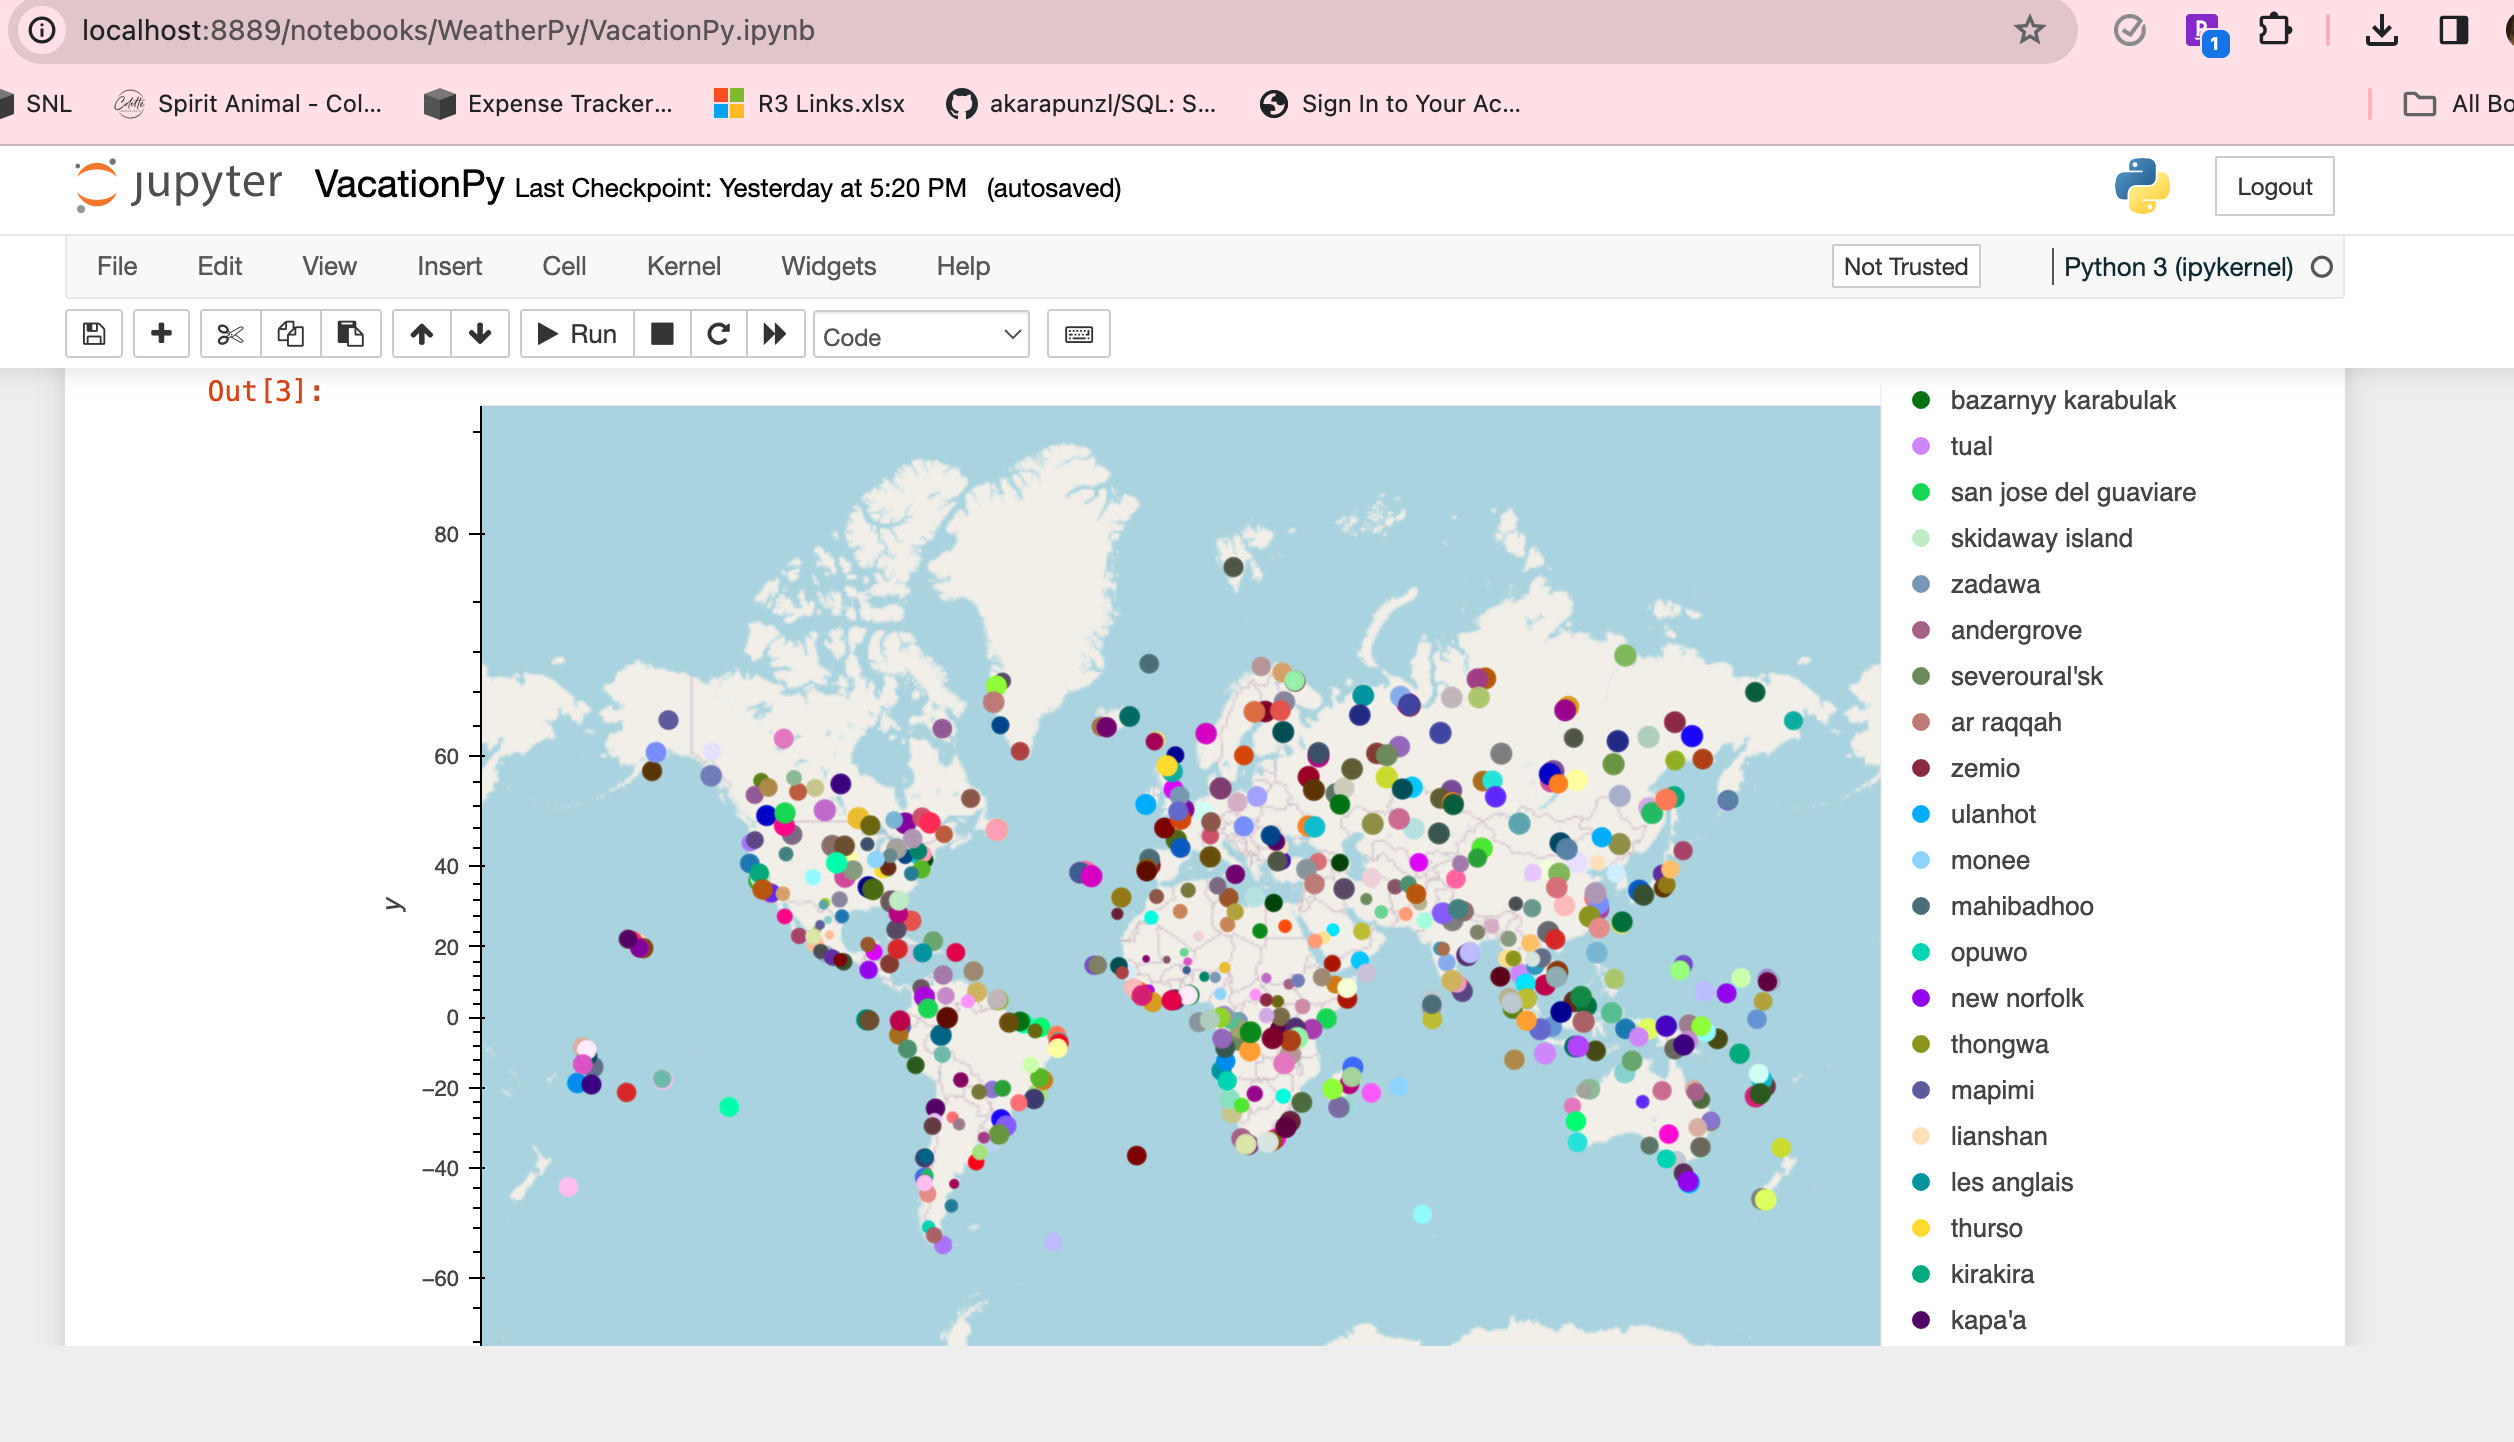 localhost:8889/notebooks/WeatherPy/VacationPy.ipynb
1
SNL Spirit Animal - Col... Expense Tracker... R3 Links.xlsx akarapunzl/SQL: S... Sign In to Your Ac... All Bo
jupyter VacationPy Last Checkpoint: Yesterday at 5:20 PM (autosaved) Logout
File Edit View Insert Cell Kernel Widgets Help Not Trusted Python 3 (ipykernel)
Run Code
Out[3]:
80
60
40
20
0
−20
−40
−60
y
bazarnyy karabulak
tual
san jose del guaviare
skidaway island
zadawa
andergrove
severoural'sk
ar raqqah
zemio
ulanhot
monee
mahibadhoo
opuwo
new norfolk
thongwa
mapimi
lianshan
les anglais
thurso
kirakira
kapa'a